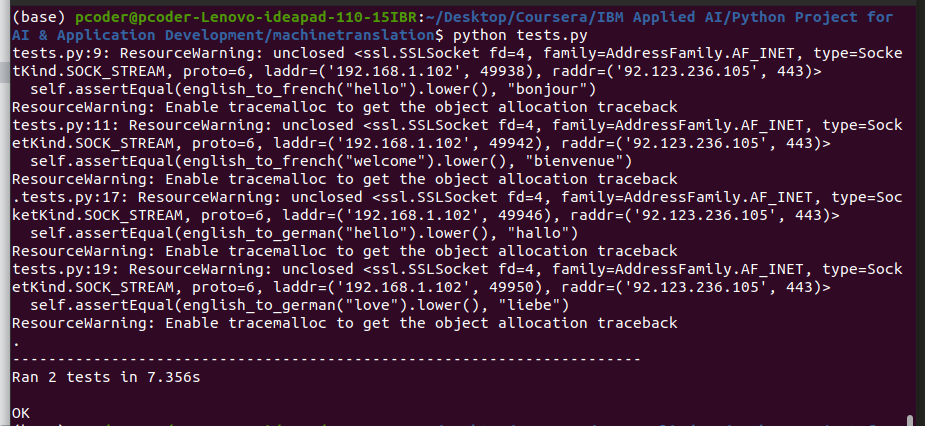 (base) pcoder@pcoder-Lenovo-ideapad-110-15IBR:~/Desktop/Coursera/IBM Applied AI/Python Project for
AI & Application Development/machinetranslation$ python tests.py
tests.py:9: ResourceWarning: unclosed <ssl.SSLSocket fd=4, family=AddressFamily.AF_INET, type=Socke
tKind.SOCK_STREAM, proto=6, laddr=('192.168.1.102', 49938), raddr=('92.123.236.105', 443)>
  self.assertEqual(english_to_french("hello").lower(), "bonjour")
ResourceWarning: Enable tracemalloc to get the object allocation traceback
tests.py:11: ResourceWarning: unclosed <ssl.SSLSocket fd=4, family=AddressFamily.AF_INET, type=Sock
etKind.SOCK_STREAM, proto=6, laddr=('192.168.1.102', 49942), raddr=('92.123.236.105', 443)>
  self.assertEqual(english_to_french("welcome").lower(), "bienvenue")
ResourceWarning: Enable tracemalloc to get the object allocation traceback
.tests.py:17: ResourceWarning: unclosed <ssl.SSLSocket fd=4, family=AddressFamily.AF_INET, type=Soc
ketKind.SOCK_STREAM, proto=6, laddr=('192.168.1.102', 49946), raddr=('92.123.236.105', 443)>
  self.assertEqual(english_to_german("hello").lower(), "hallo")
ResourceWarning: Enable tracemalloc to get the object allocation traceback
tests.py:19: ResourceWarning: unclosed <ssl.SSLSocket fd=4, family=AddressFamily.AF_INET, type=Sock
etKind.SOCK_STREAM, proto=6, laddr=('192.168.1.102', 49950), raddr=('92.123.236.105', 443)>
  self.assertEqual(english_to_german("love").lower(), "liebe")
ResourceWarning: Enable tracemalloc to get the object allocation traceback
.
----------------------------------------------------------------------
Ran 2 tests in 7.356s

OK